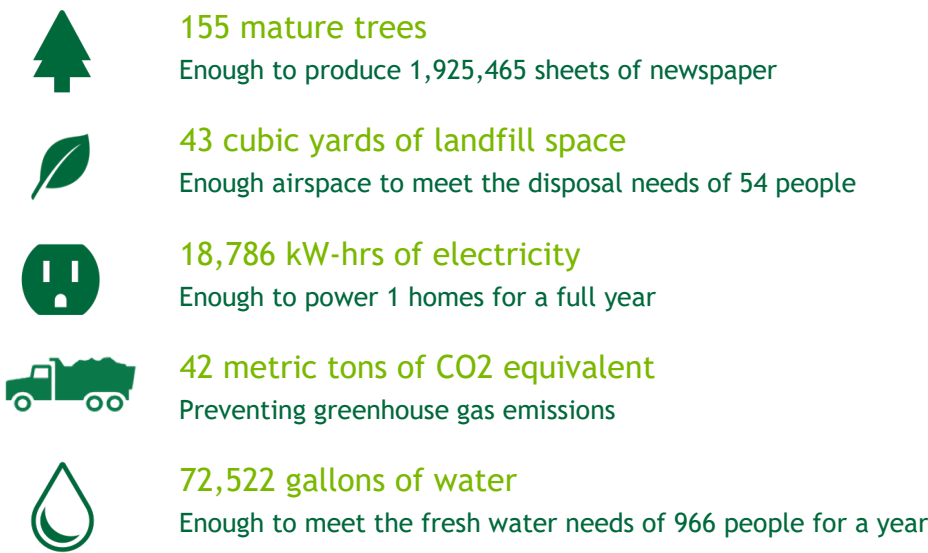 155 mature trees
Enough to produce 1,925,465 sheets of newspaper
43 cubic yards of landfill space
Enough airspace to meet the disposal needs of 54 people
18,786 kW-hrs of electricity
Enough to power 1 homes for a full year
42 metric tons of CO2 equivalent
Preventing greenhouse gas emissions
72,522 gallons of water
Enough to meet the fresh water needs of 966 people for a year